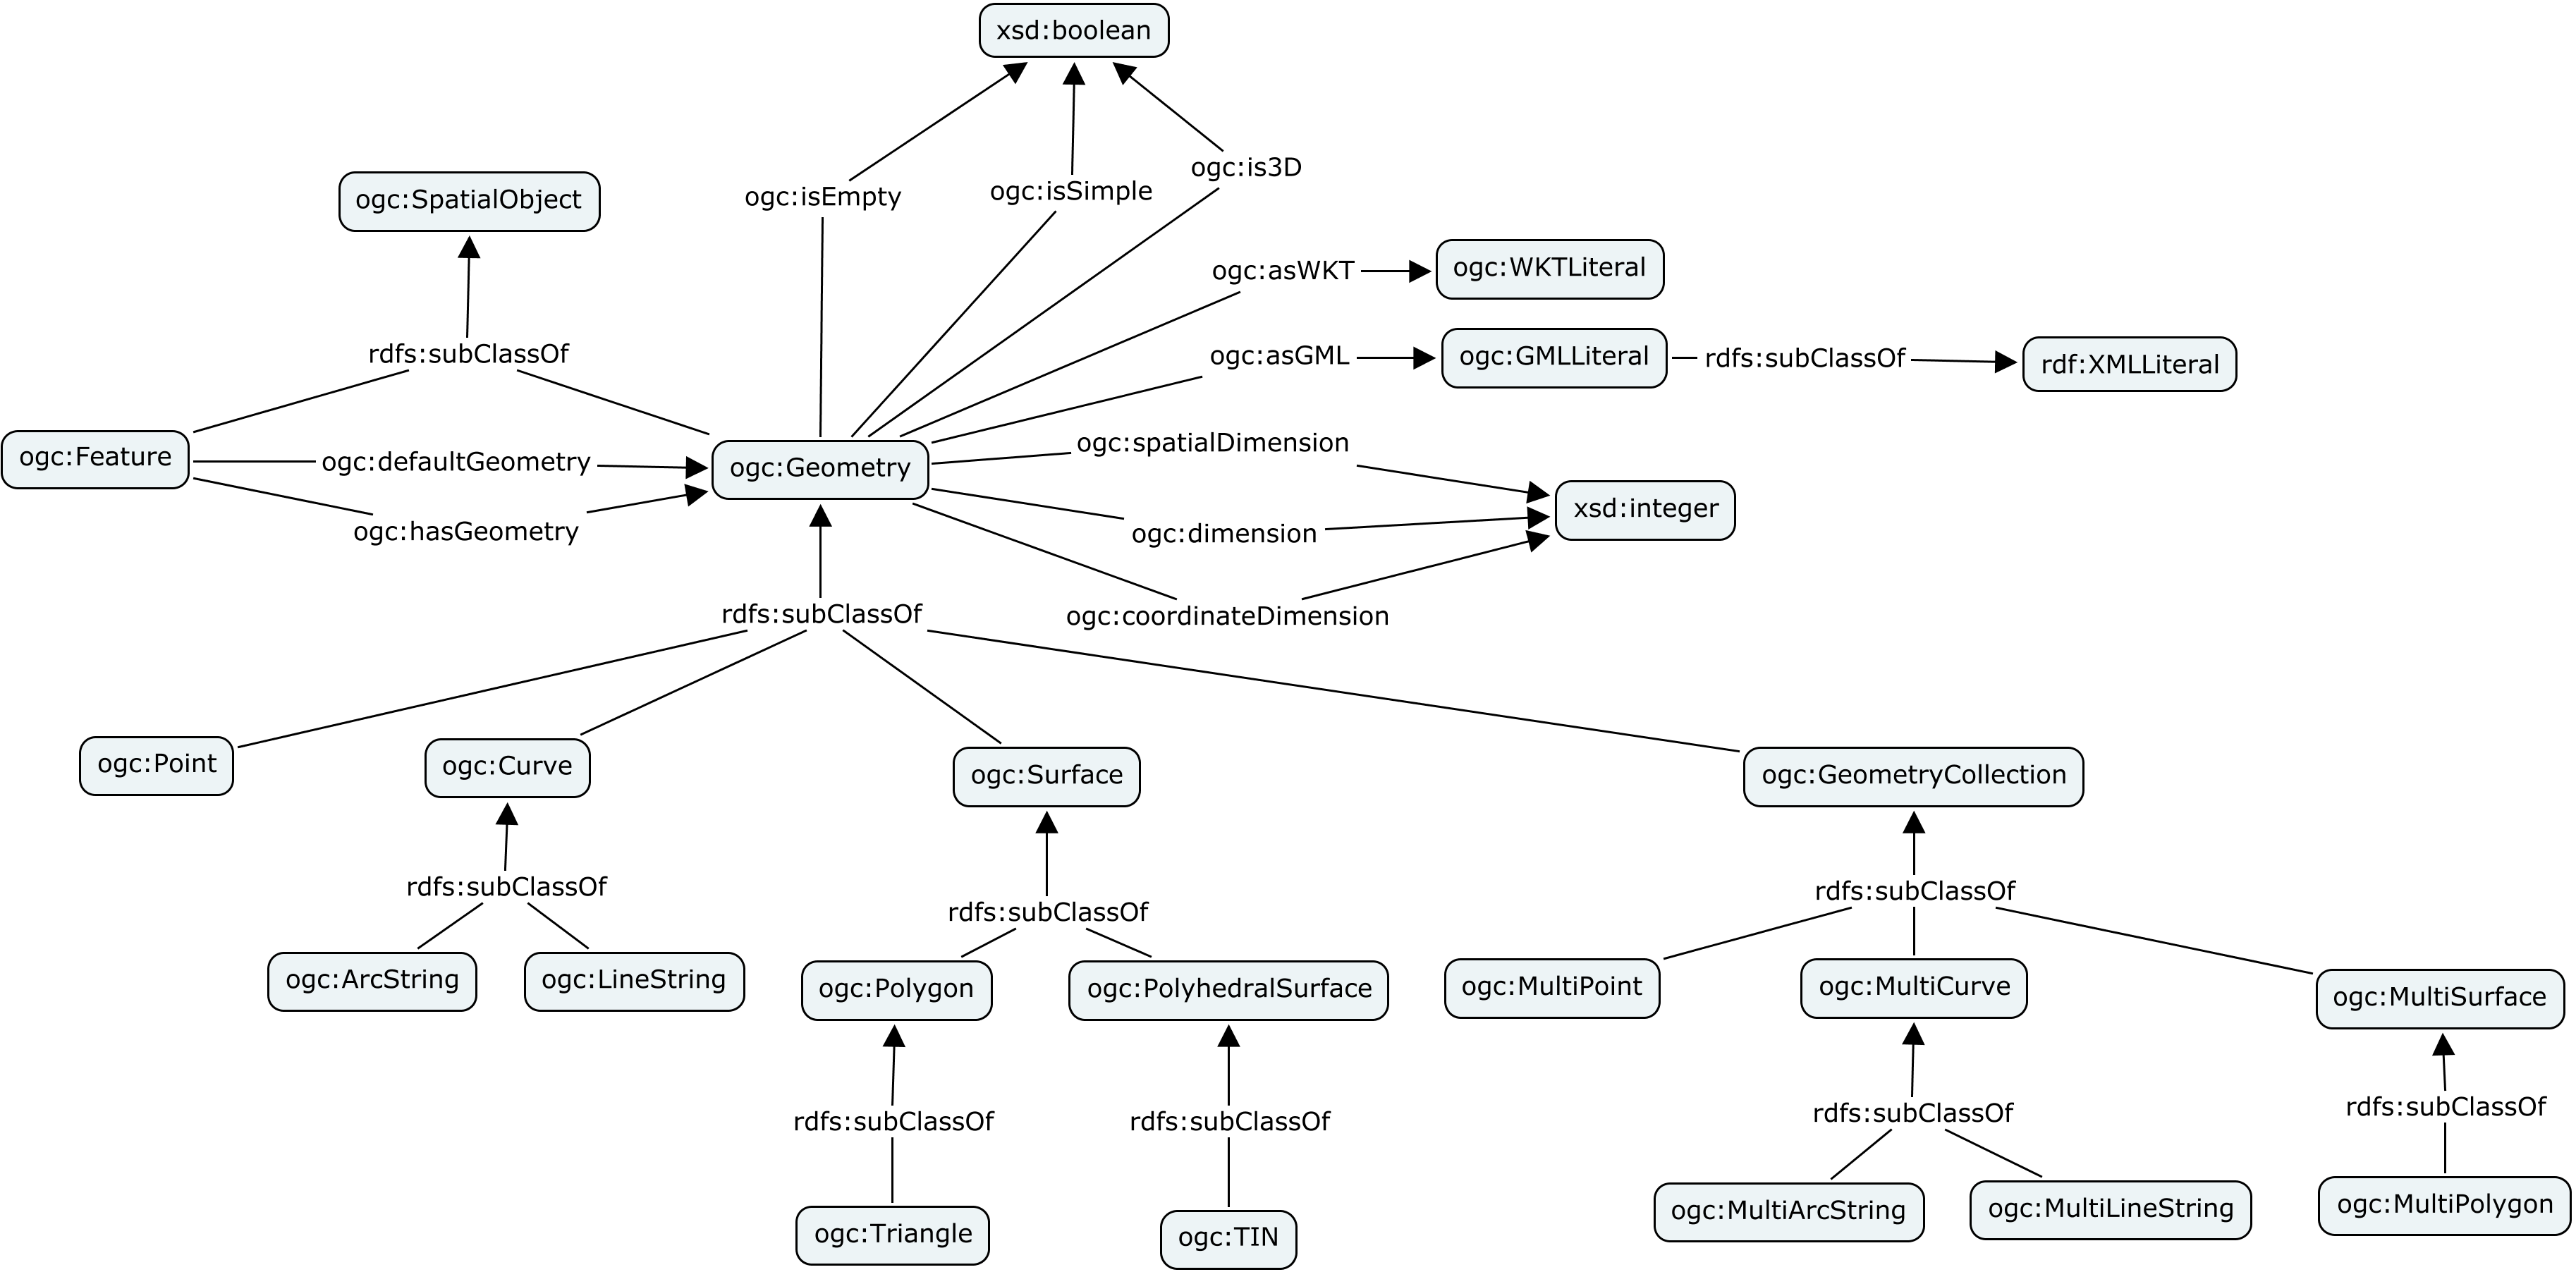 xsd:boolean
ogc:is3D
ogc:isEmpty
ogc:isSimple
ogc:SpatialObject
ogc:asWKT
ogc:WKTLiteral
rdfs:subClassOf
ogc:asGML
ogc:GMLLiteral
rdfs:subClassOf
rdf:XMLLiteral
ogc:spatialDimension
ogc:Feature
ogc:defaultGeometry
ogc:Geometry
xsd:integer
ogc:hasGeometry
ogc:dimension
rdfs:subClassOf
ogc:coordinateDimension
ogc:Point
ogc:Curve
ogc:Surface
ogc:GeometryCollection
rdfs:subClassOf
rdfs:subClassOf
rdfs:subClassOf
ogc:ArcString
ogc:LineString
ogc:Polygon
ogc:PolyhedralSurface
ogc:MultiPoint
ogc:MultiCurve
ogc:MultiSurface
rdfs:subClassOf
rdfs:subClassOf
rdfs:subClassOf
rdfs:subClassOf
ogc:Triangle
ogc:TIN
ogc:MultiArcString
ogc:MultiLineString
ogc:MultiPolygon